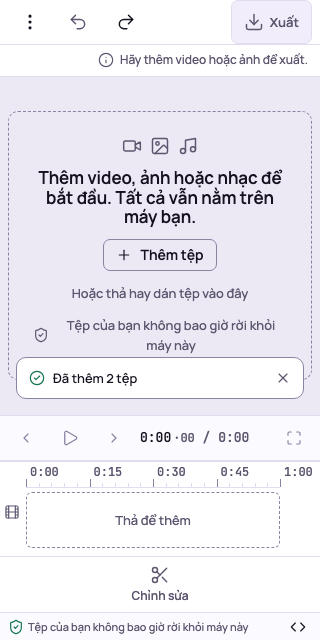 Xuất
Hãy thêm video hoặc ảnh để xuất.
Thêm video, ảnh hoặc nhạc để
bắt đầu. Tất cả vẫn nằm trên
máy bạn.
Thêm tệp
Hoặc thả hay dán tệp vào đây
Tệp của bạn không bao giờ rời khỏi
máy này
Đã thêm 2 tệp
0:00.00 / 0:00
0:00 0:15 0:30 0:45 1:00
Thả để thêm
Chỉnh sửa
Tệp của bạn không bao giờ rời khỏi máy này